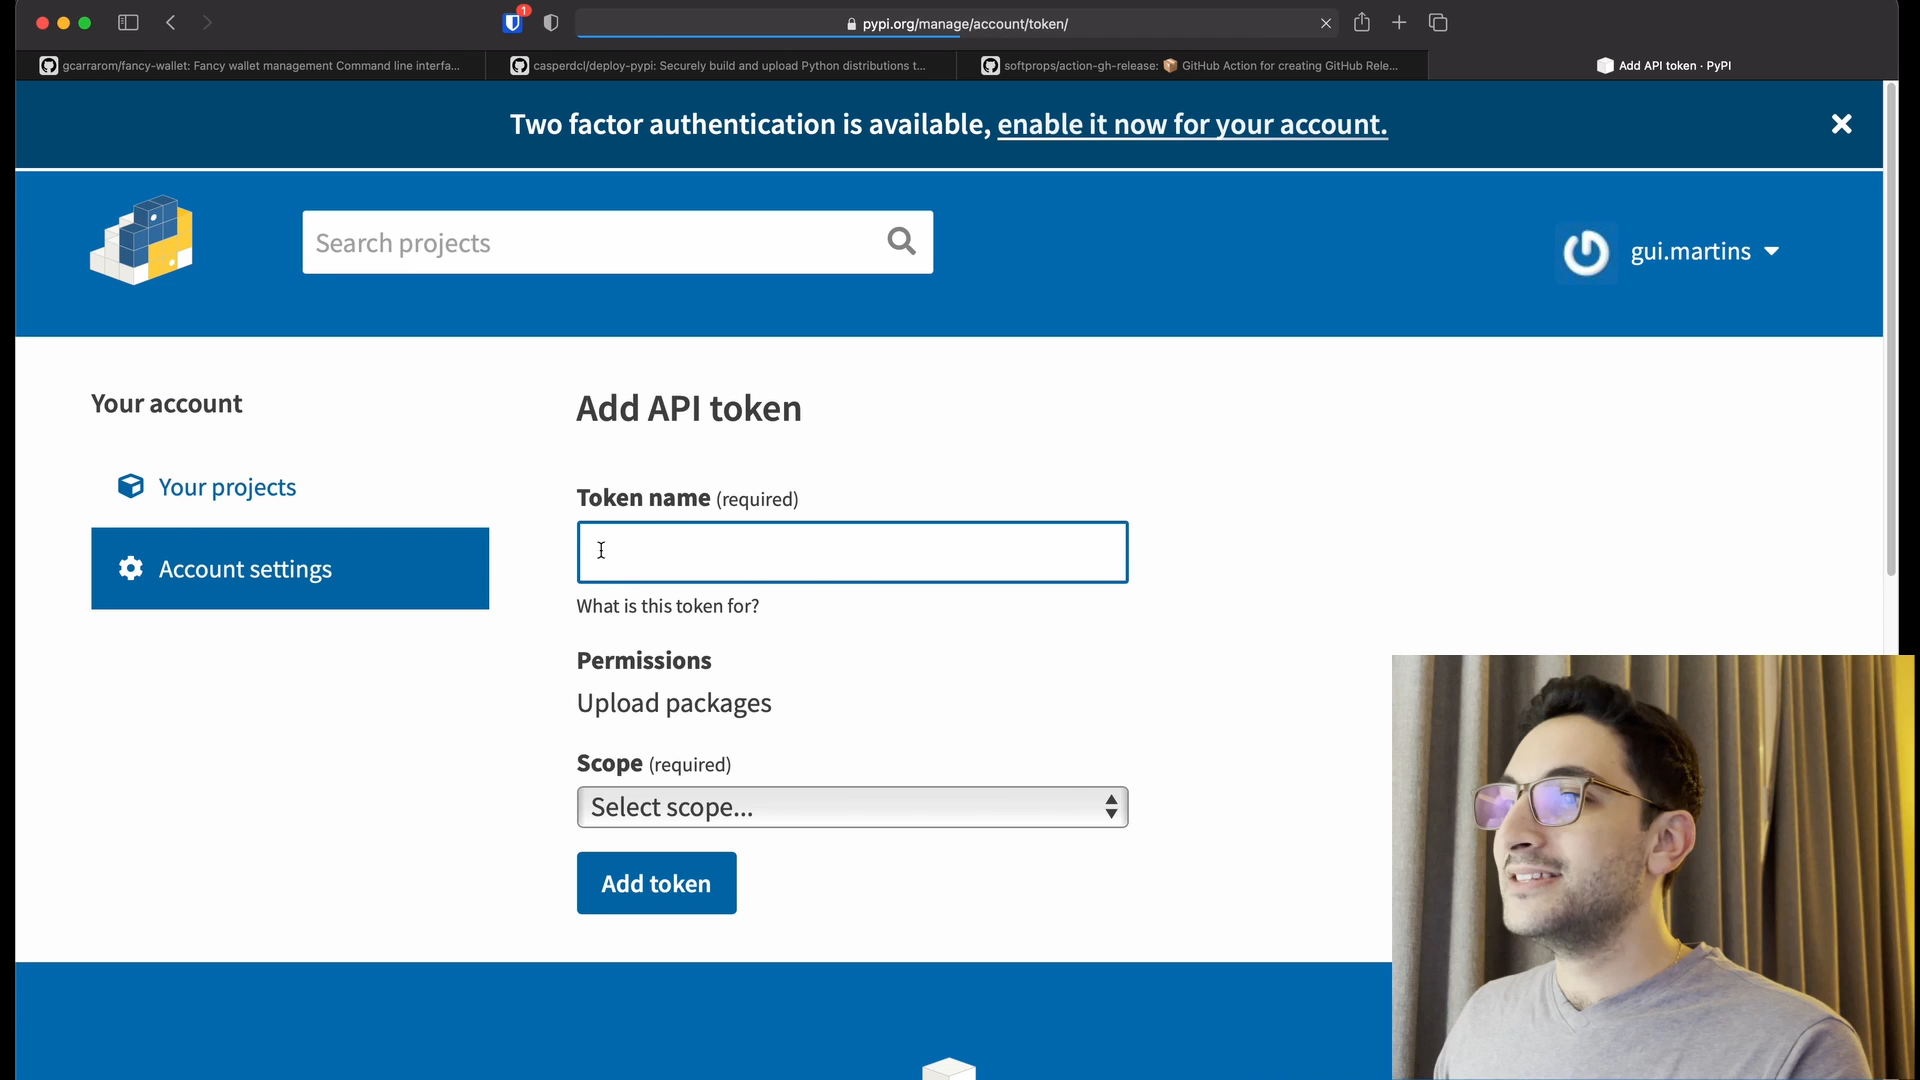 1
pypi.org/manage/account/token/
gcarrarom/fancy-wallet: Fancy wallet management Command line interfa...
casperdcl/deploy-pypi: Securely build and upload Python distributions t...
softprops/action-gh-release: 📦 GitHub Action for creating GitHub Rele...
Add API token · PyPI
Two factor authentication is available, enable it now for your account.
Search projects
gui.martins
Your account
Your projects
Account settings
Add API token
Token name (required)
What is this token for?
Permissions
Upload packages
Scope (required)
Select scope...
Add token